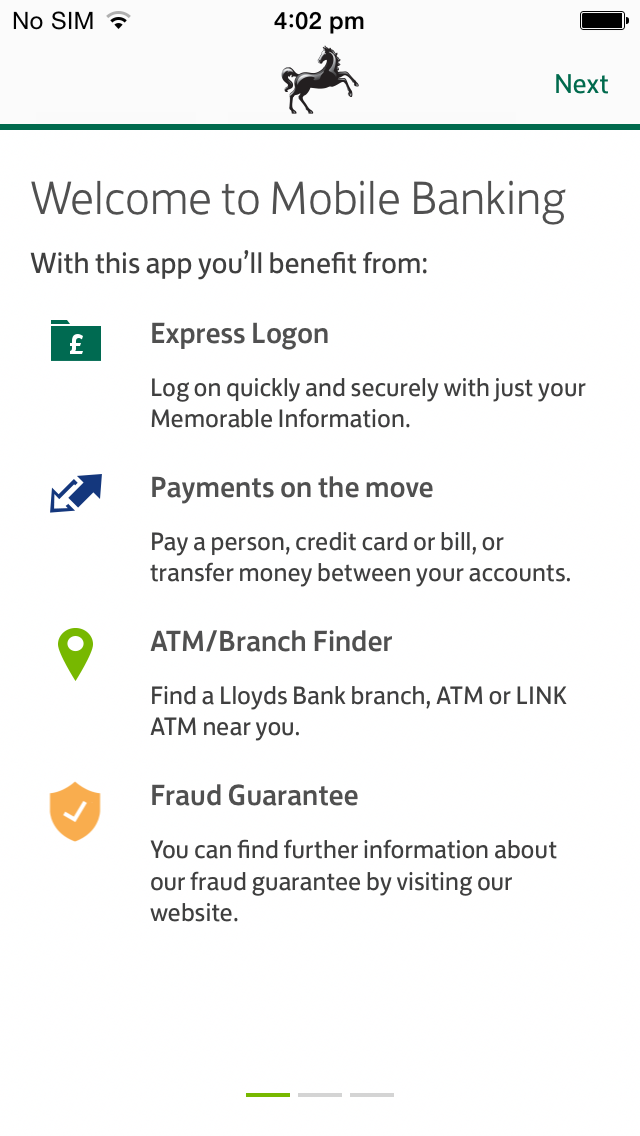 No SIM 4:02 pm
Next
Welcome to Mobile Banking
With this app you'll benefit from:
£
Express Logon
Log on quickly and securely with just your
Memorable Information.
Payments on the move
Pay a person, credit card or bill, or
transfer money between your accounts.
ATM/Branch Finder
Find a Lloyds Bank branch, ATM or LINK
ATM near you.
Fraud Guarantee
You can find further information about
our fraud guarantee by visiting our
website.